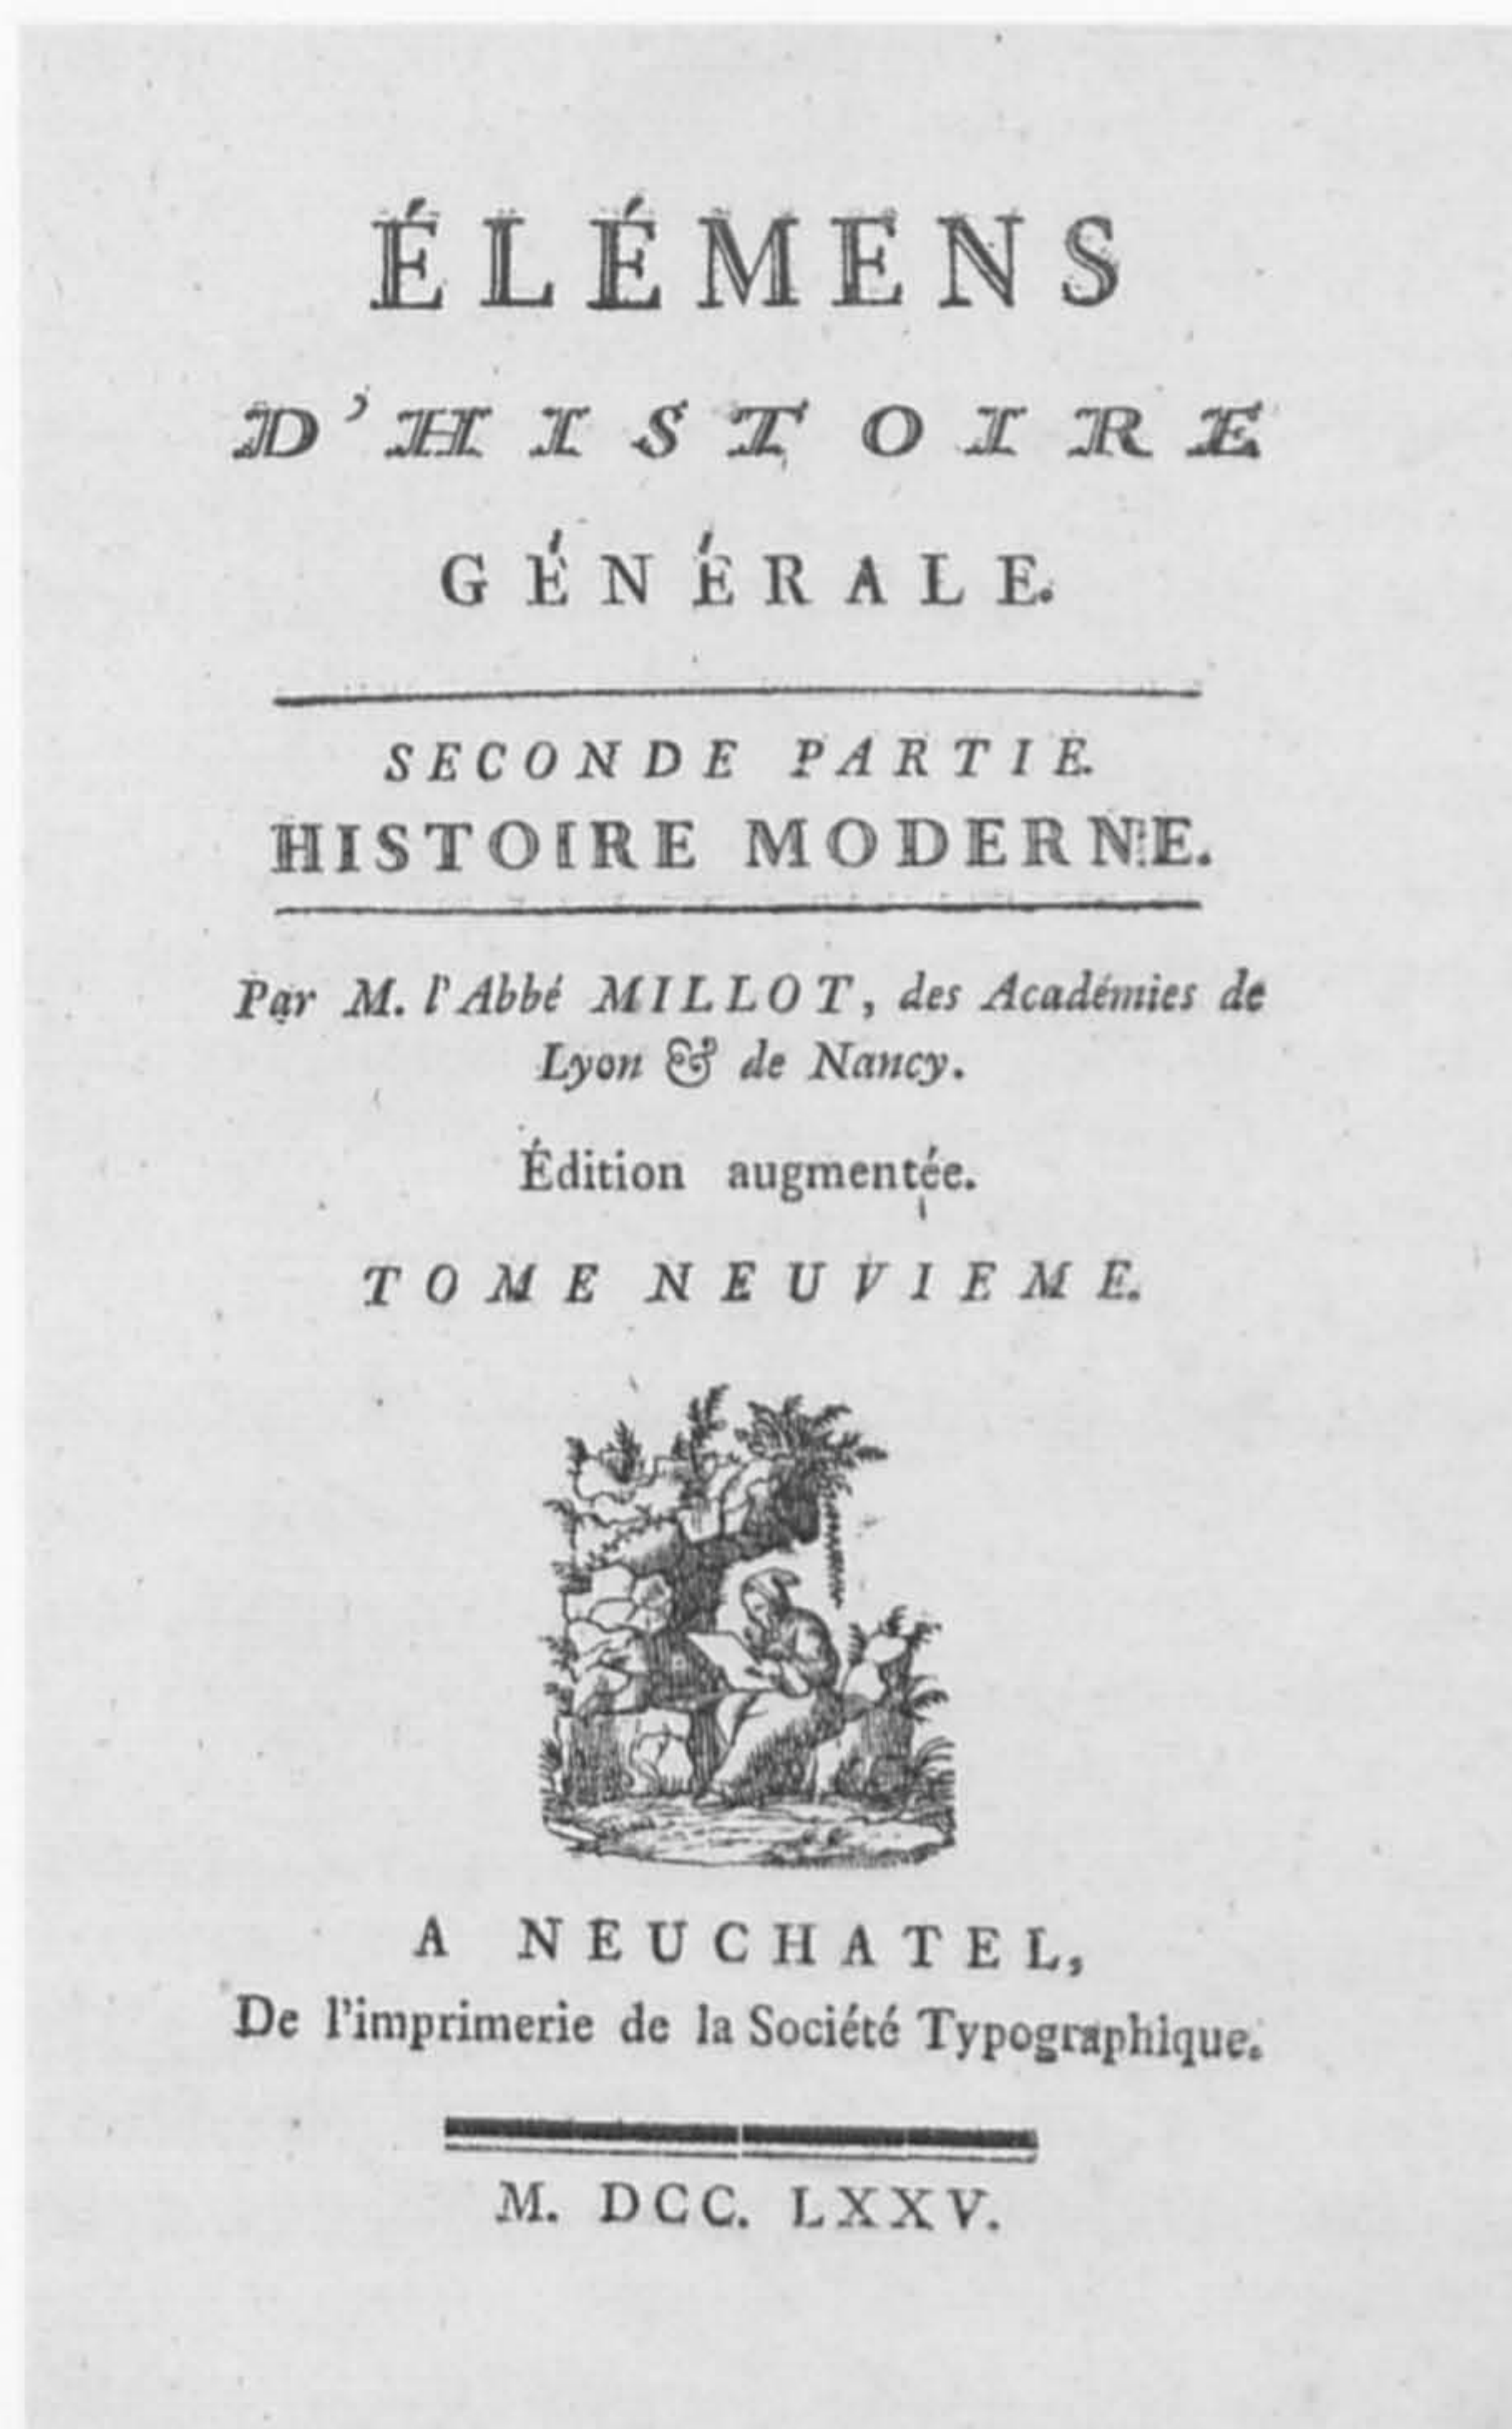 ÉLÉMENS
D'HISTOIRE
GÉNÉRALE.
SECONDE PARTIE.
HISTOIRE MODERNE.
Par M. l'Abbé MILLOT, des Académies de
Lyon & de Nancy.
Édition augmentée.
TOME NEUVIEME.
A NEUCHATEL,
De l'imprimerie de la Société Typographique.
M. DCC. LXXV.